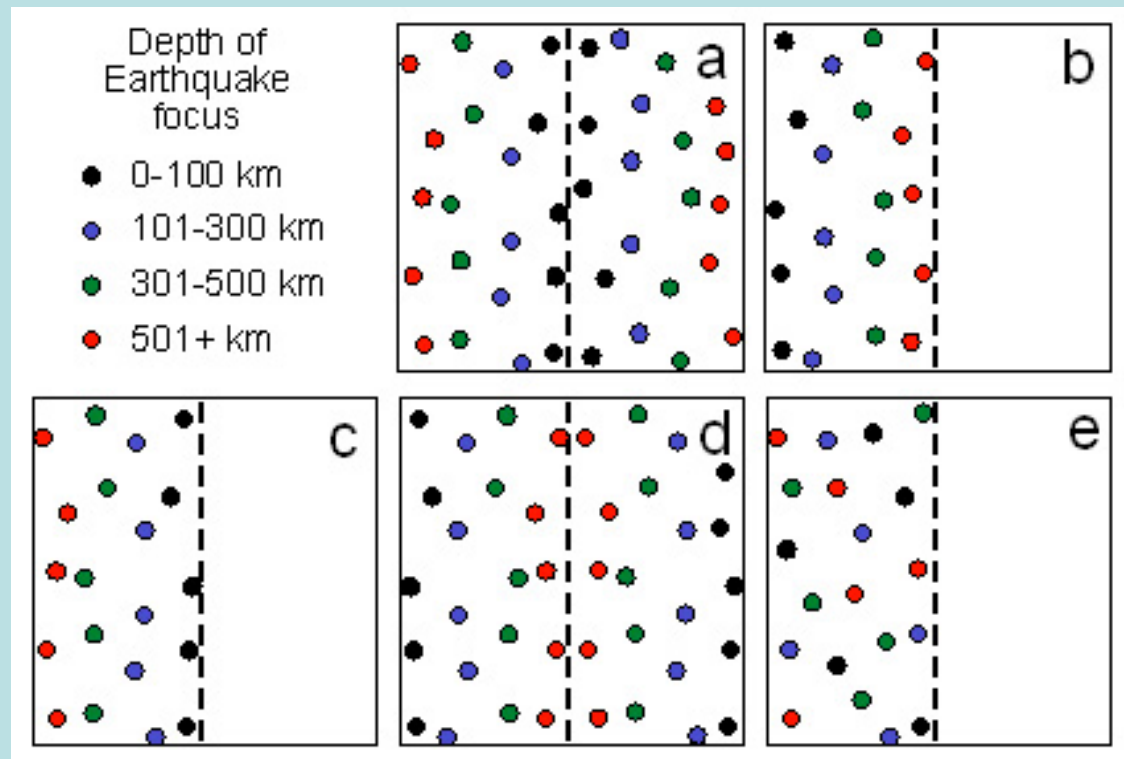 Depth of
Earthquake
focus
0-100 km
101-300 km
301-500 km
501+ km
a
b
c
d
e